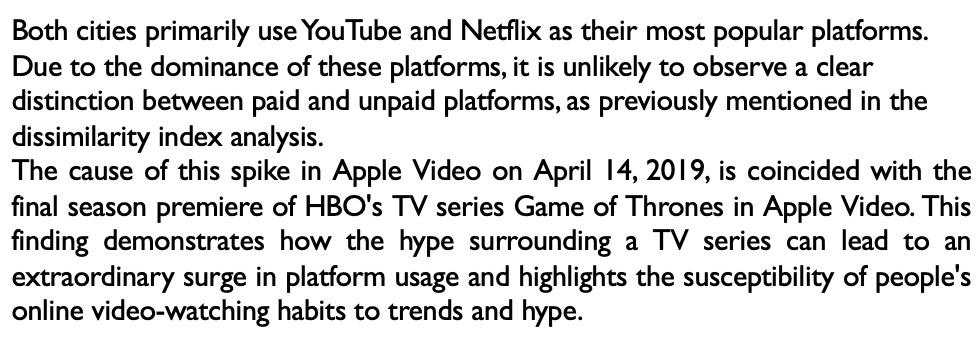 Both cities primarily use YouTube and Netflix as their most popular platforms.
Due to the dominance of these platforms, it is unlikely to observe a clear
distinction between paid and unpaid platforms, as previously mentioned in the
dissimilarity index analysis.
The cause of this spike in Apple Video on April 14, 2019, is coincided with the
final season premiere of HBO's TV series Game of Thrones in Apple Video. This
finding demonstrates how the hype surrounding a TV series can lead to an
extraordinary surge in platform usage and highlights the susceptibility of people's
online video-watching habits to trends and hype.